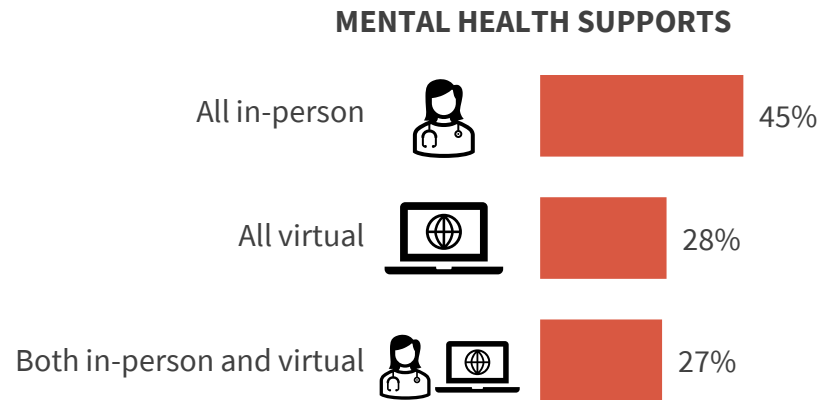 MENTAL HEALTH SUPPORTS
All in-person 45%
All virtual 28%
Both in-person and virtual 27%